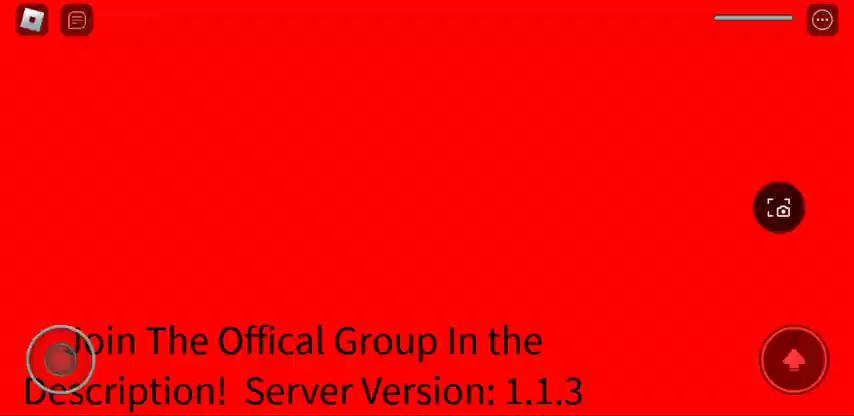 Join The Offical Group In the
Description!  Server Version: 1.1.3